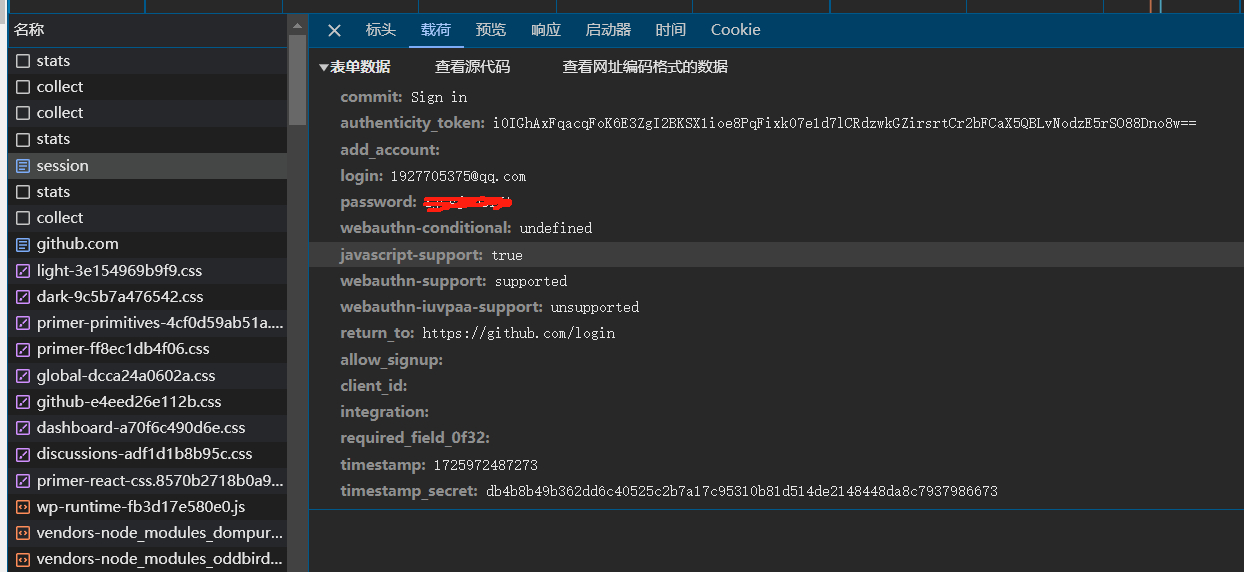 名称
stats
collect
collect
stats
session
stats
collect
github.com
light-3e154969b9f9.css
dark-9c5b7a476542.css
primer-primitives-4cf0d59ab51a....
primer-ff8ec1db4f06.css
global-dcca24a0602a.css
github-e4eed26e112b.css
dashboard-a70f6c490d6e.css
discussions-adf1d1b8b95c.css
primer-react-css.8570b2718b0a9...
wp-runtime-fb3d17e580e0.js
vendors-node_modules_dompur...
vendors-node_modules_oddbird...
标头 载荷 预览 响应 启动器 时间 Cookie
▼表单数据 查看源代码 查看网址编码格式的数据
commit: Sign in
authenticity_token: i0IGhAxFqacqFoK6E3ZgI2BKSX1ioe8PqFixk07e1d7lCRdzwkGZirsrtCr2bFCaX5QBLvNodzE5rSO88Dno8w==
add_account:
login: 1927705375@qq.com
password:
webauthn-conditional: undefined
javascript-support: true
webauthn-support: supported
webauthn-iuvpaa-support: unsupported
return_to: https://github.com/login
allow_signup:
client_id:
integration:
required_field_0f32:
timestamp: 1725972487273
timestamp_secret: db4b8b49b362dd6c40525c2b7a17c95310b81d514de2148448da8c7937986673